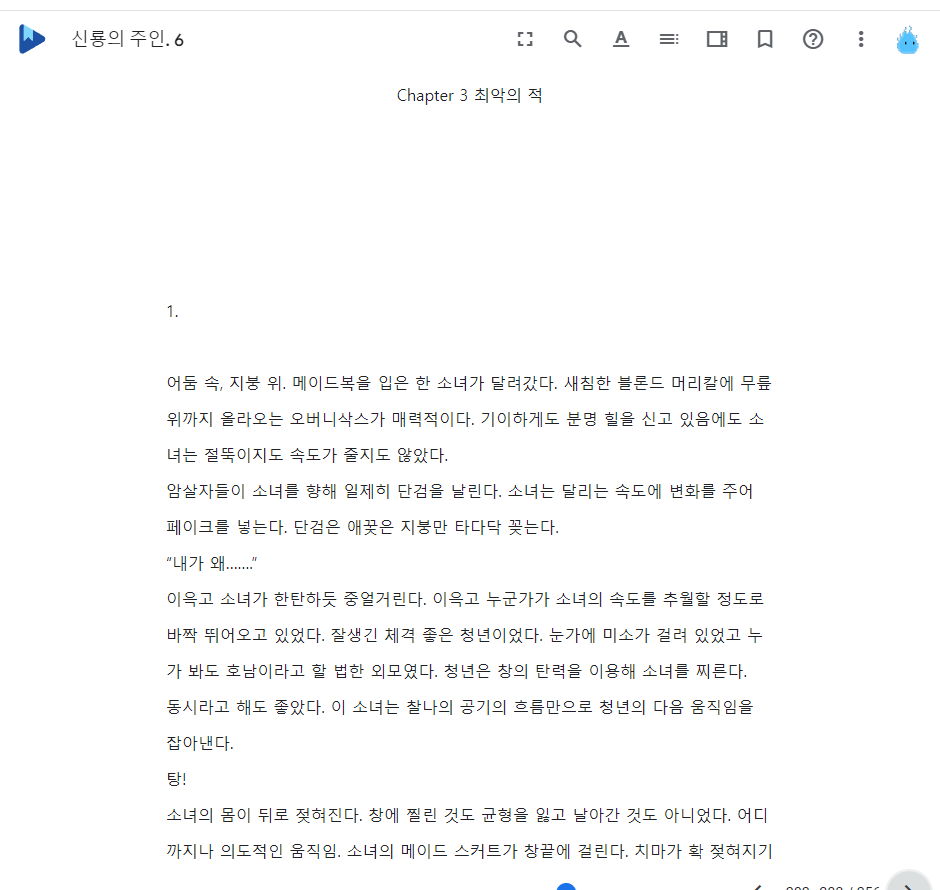 신룡의 주인. 6
Chapter 3 최악의 적
1.
어둠 속, 지붕 위. 메이드복을 입은 한 소녀가 달려갔다. 새침한 블론드 머리칼에 무릎
위까지 올라오는 오버니삭스가 매력적이다. 기이하게도 분명 힐을 신고 있음에도 소
녀는 절뚝이지도 속도가 줄지도 않았다.
암살자들이 소녀를 향해 일제히 단검을 날린다. 소녀는 달리는 속도에 변화를 주어
페이크를 넣는다. 단검은 애꿎은 지붕만 타다닥 꽂는다.
“내가 왜…….”
이윽고 소녀가 한탄하듯 중얼거린다. 이윽고 누군가가 소녀의 속도를 추월할 정도로
바짝 뛰어오고 있었다. 잘생긴 체격 좋은 청년이었다. 눈가에 미소가 걸려 있었고 누
가 봐도 호남이라고 할 법한 외모였다. 청년은 창의 탄력을 이용해 소녀를 찌른다.
동시라고 해도 좋았다. 이 소녀는 찰나의 공기의 흐름만으로 청년의 다음 움직임을
잡아낸다.
탕!
소녀의 몸이 뒤로 젖혀진다. 창에 찔린 것도 균형을 잃고 날아간 것도 아니었다. 어디
까지나 의도적인 움직임. 소녀의 메이드 스커트가 창끝에 걸린다. 치마가 확 젖혀지기